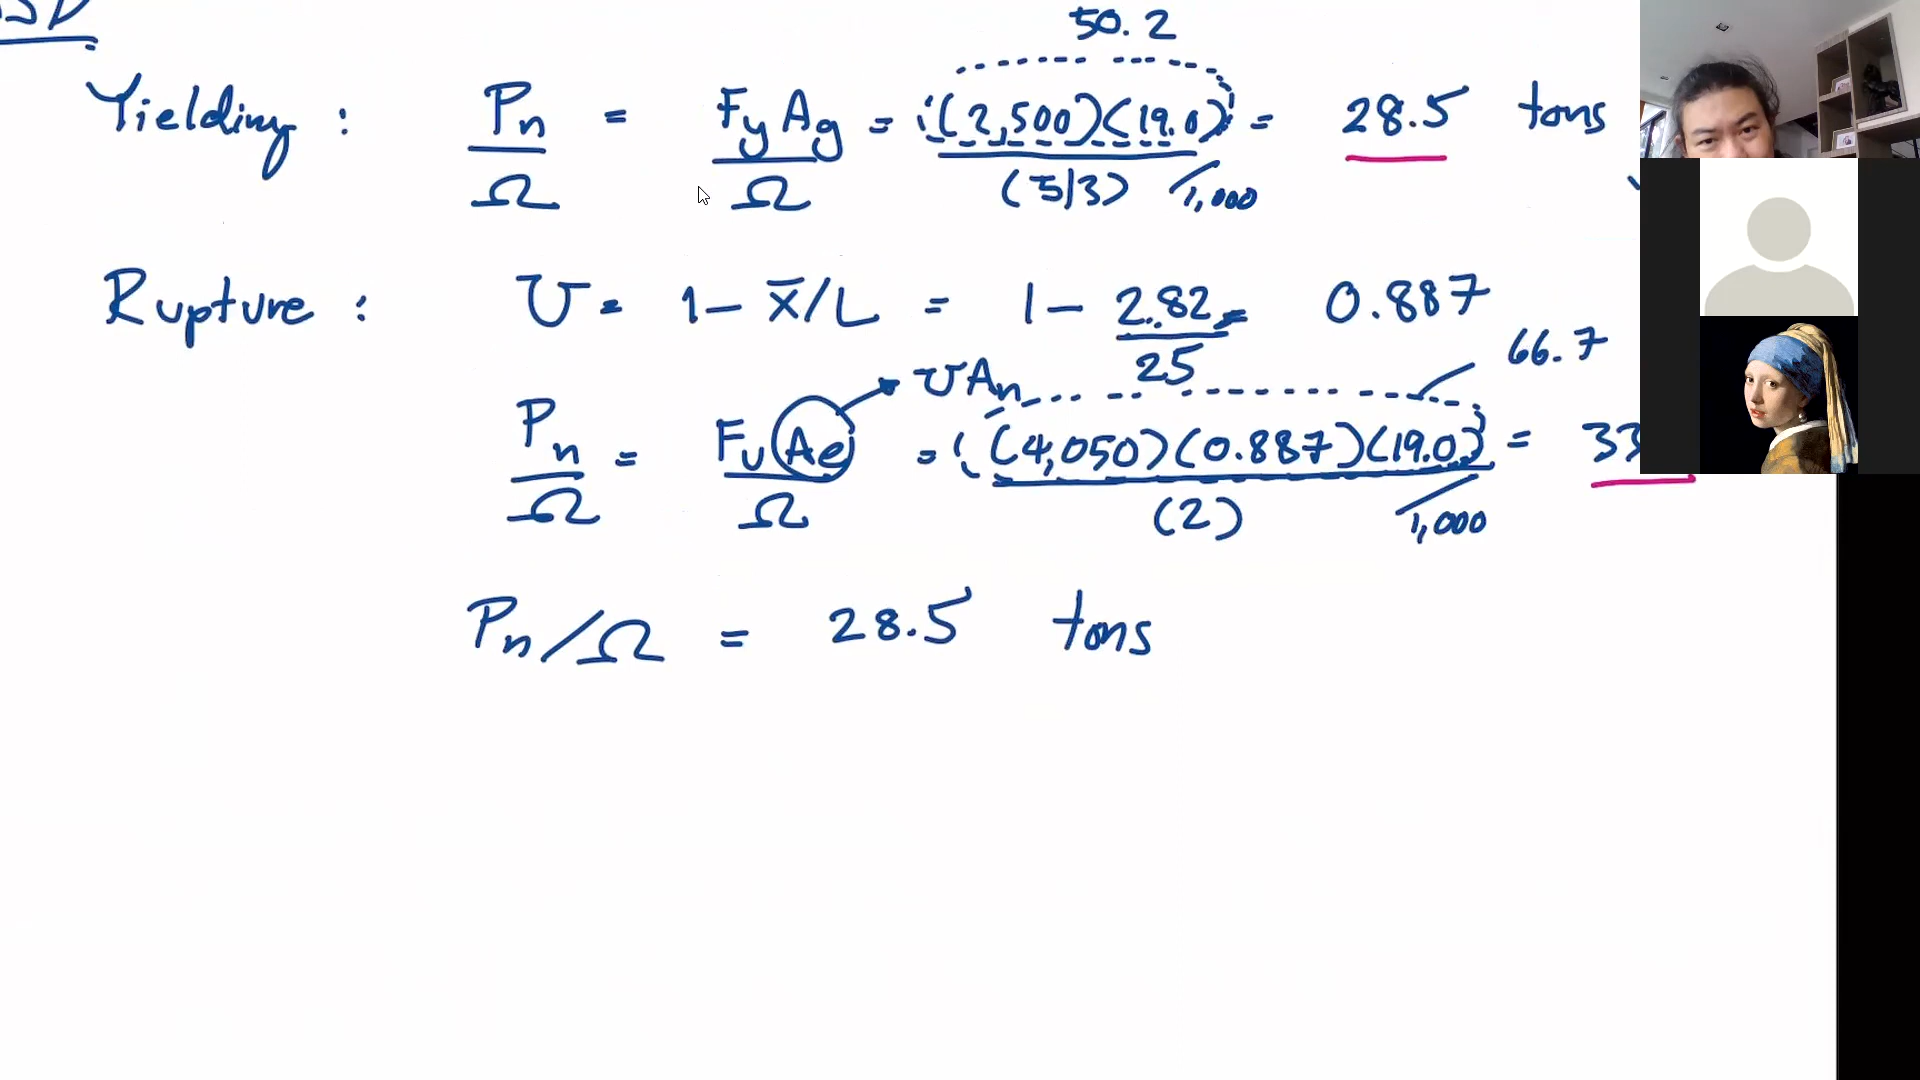 50.2
Yielding : Pn/Ω = FyAg/Ω = (2,500)(19.0)/(5/3) /1,000 = 28.5 tons
Rupture : U = 1 - x̄/L = 1 - 2.82/25 = 0.887
66.7
UAn
Pn/Ω = FuAe/Ω = (4,050)(0.887)(19.0)/(2) /1,000 = 33
Pn/Ω = 28.5 tons